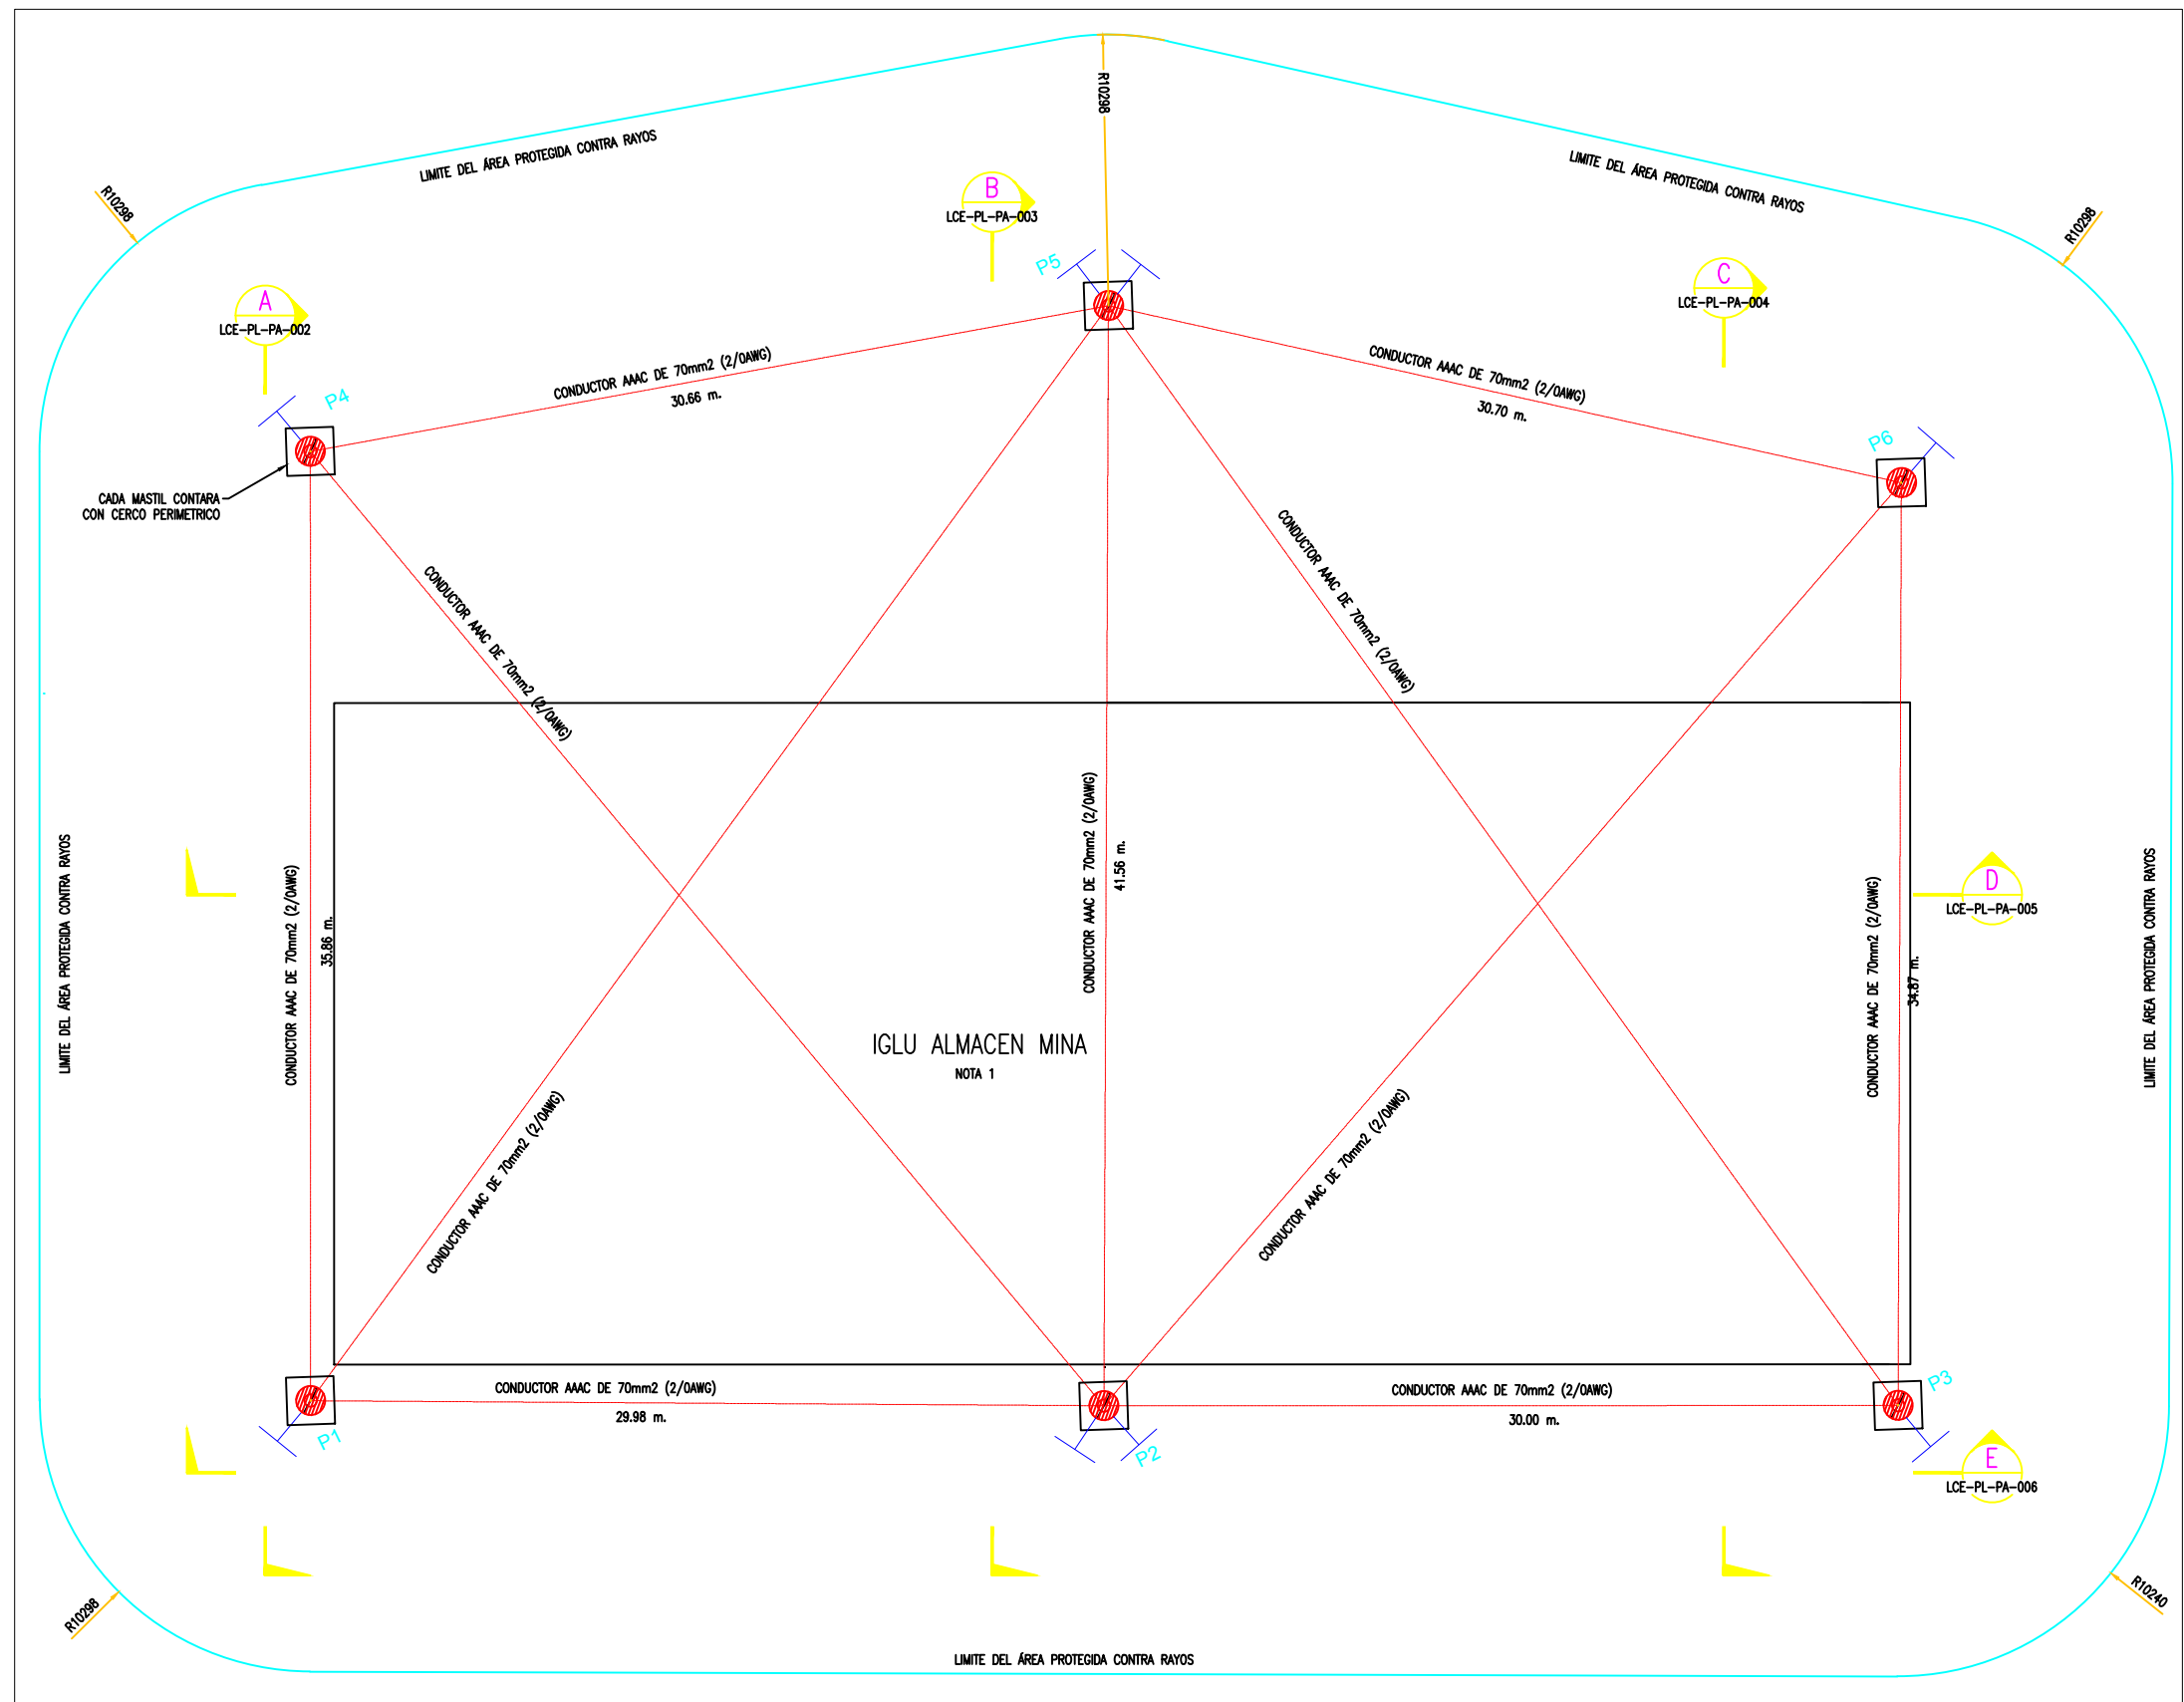 R10298
LIMITE DEL ÁREA PROTEGIDA CONTRA RAYOS
LIMITE DEL ÁREA PROTEGIDA CONTRA RAYOS
R10298
R10298
B
LCE-PL-PA-003
P5
A
LCE-PL-PA-002
C
LCE-PL-PA-004
P4
CONDUCTOR AAAC DE 70mm2 (2/0AWG)
30.66 m.
CONDUCTOR AAAC DE 70mm2 (2/0AWG)
30.70 m.
P6
CADA MASTIL CONTARA
CON CERCO PERIMETRICO
CONDUCTOR AAAC DE 70mm2 (2/0AWG)
CONDUCTOR AAAC DE 70mm2 (2/0AWG)
LIMITE DEL ÁREA PROTEGIDA CONTRA RAYOS
CONDUCTOR AAAC DE 70mm2 (2/0AWG)
35.86 m.
CONDUCTOR AAAC DE 70mm2 (2/0AWG)
41.56 m.
CONDUCTOR AAAC DE 70mm2 (2/0AWG)
34.87 m.
D
LCE-PL-PA-005
LIMITE DEL ÁREA PROTEGIDA CONTRA RAYOS
IGLU ALMACEN MINA
NOTA 1
CONDUCTOR AAAC DE 70mm2 (2/0AWG)
CONDUCTOR AAAC DE 70mm2 (2/0AWG)
CONDUCTOR AAAC DE 70mm2 (2/0AWG)
29.98 m.
CONDUCTOR AAAC DE 70mm2 (2/0AWG)
30.00 m.
P3
P1
P2
E
LCE-PL-PA-006
R10298
R10240
LIMITE DEL ÁREA PROTEGIDA CONTRA RAYOS